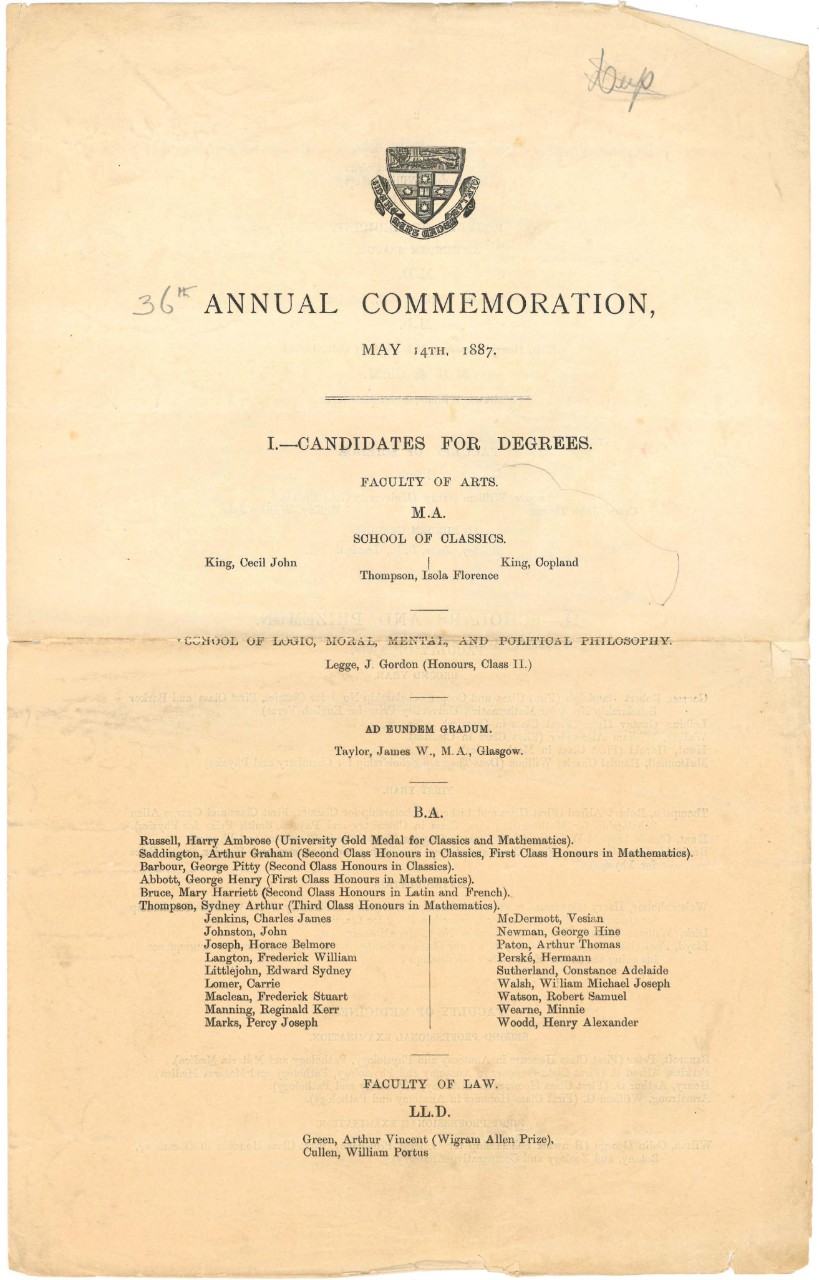 36th ANNUAL COMMEMORATION,
MAY 14TH, 1887.
I.—CANDIDATES FOR DEGREES.
FACULTY OF ARTS.
M.A.
SCHOOL OF CLASSICS.
King, Cecil John | King, Copland
Thompson, Isola Florence
SCHOOL OF LOGIC, MORAL, MENTAL, AND POLITICAL PHILOSOPHY.
Legge, J. Gordon (Honours, Class II.)
AD EUNDEM GRADUM.
Taylor, James W., M.A., Glasgow.
B.A.
Russell, Harry Ambrose (University Gold Medal for Classics and Mathematics).
Saddington, Arthur Graham (Second Class Honours in Classics, First Class Honours in Mathematics).
Barbour, George Pitty (Second Class Honours in Classics).
Abbott, George Henry (First Class Honours in Mathematics).
Bruce, Mary Harriett (Second Class Honours in Latin and French).
Thompson, Sydney Arthur (Third Class Honours in Mathematics).
Jenkins, Charles James
Johnston, John
Joseph, Horace Belmore
Langton, Frederick William
Littlejohn, Edward Sydney
Lomer, Carrie
Maclean, Frederick Stuart
Manning, Reginald Kerr
Marks, Percy Joseph
McDermott, Vesian
Newman, George Hine
Paton, Arthur Thomas
Perské, Hermann
Sutherland, Constance Adelaide
Walsh, William Michael Joseph
Watson, Robert Samuel
Wearne, Minnie
Woodd, Henry Alexander
FACULTY OF LAW.
LL.D.
Green, Arthur Vincent (Wigram Allen Prize),
Cullen, William Portus